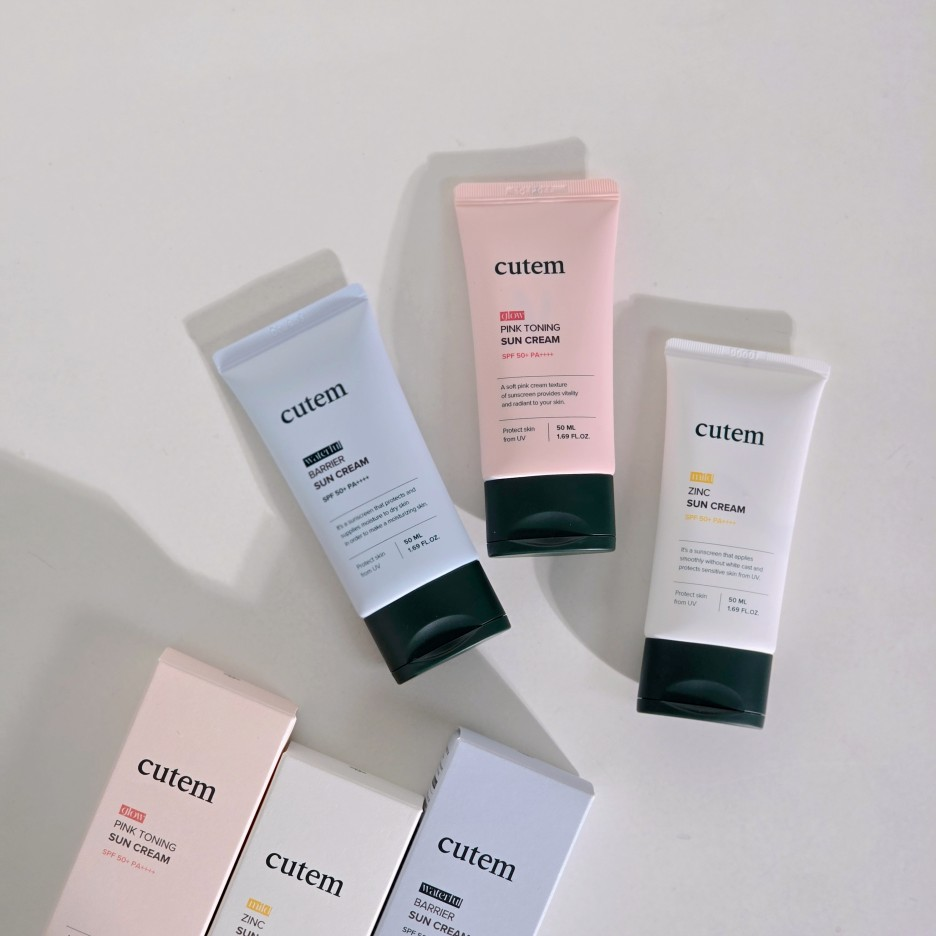 cutem
glow
PINK TONING
SUN CREAM
SPF 50+ PA++++
A soft pink cream texture
of sunscreen provides vitality
and radiant to your skin.
Protect skin
from UV
50 ML
1.69 FL.OZ.
cutem
waterful
BARRIER
SUN CREAM
SPF 50+ PA++++
It's a sunscreen that protects and
supplies moisture to dry skin
in order to make a moisturizing skin.
Protect skin
from UV
50 ML
1.69 FL.OZ.
cutem
mild
ZINC
SUN CREAM
SPF 50+ PA++++
It's a sunscreen that applies
smoothly without white cast and
protects sensitive skin from UV.
Protect skin
from UV
50 ML
1.69 FL.OZ.
cutem
glow
PINK TONING
SUN CREAM
SPF 50+ PA++++
cutem
mild
ZINC
SUN
cutem
waterful
BARRIER
SUN CREAM